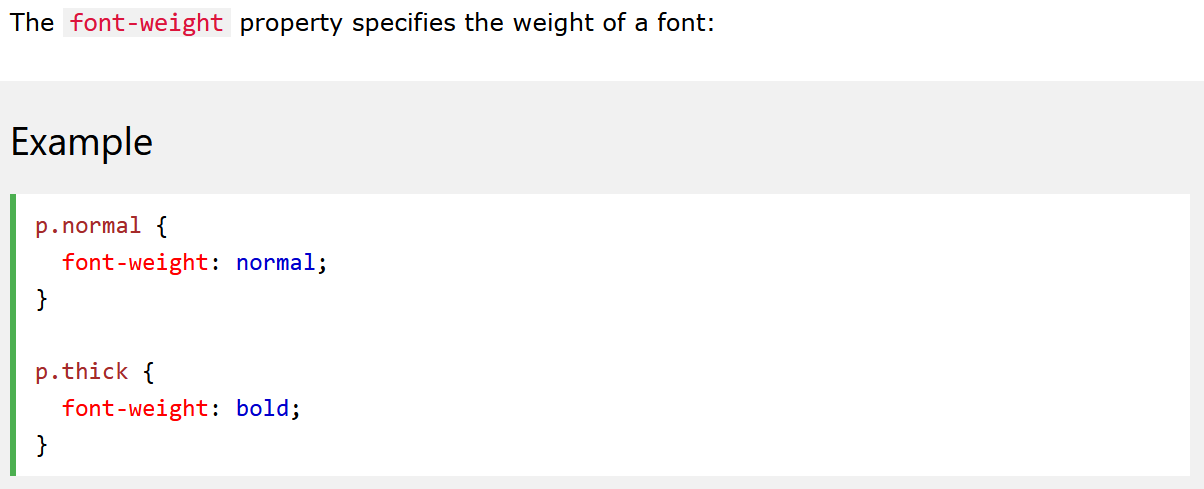 The font-weight property specifies the weight of a font:
Example
p.normal {
  font-weight: normal;
}
p.thick {
  font-weight: bold;
}